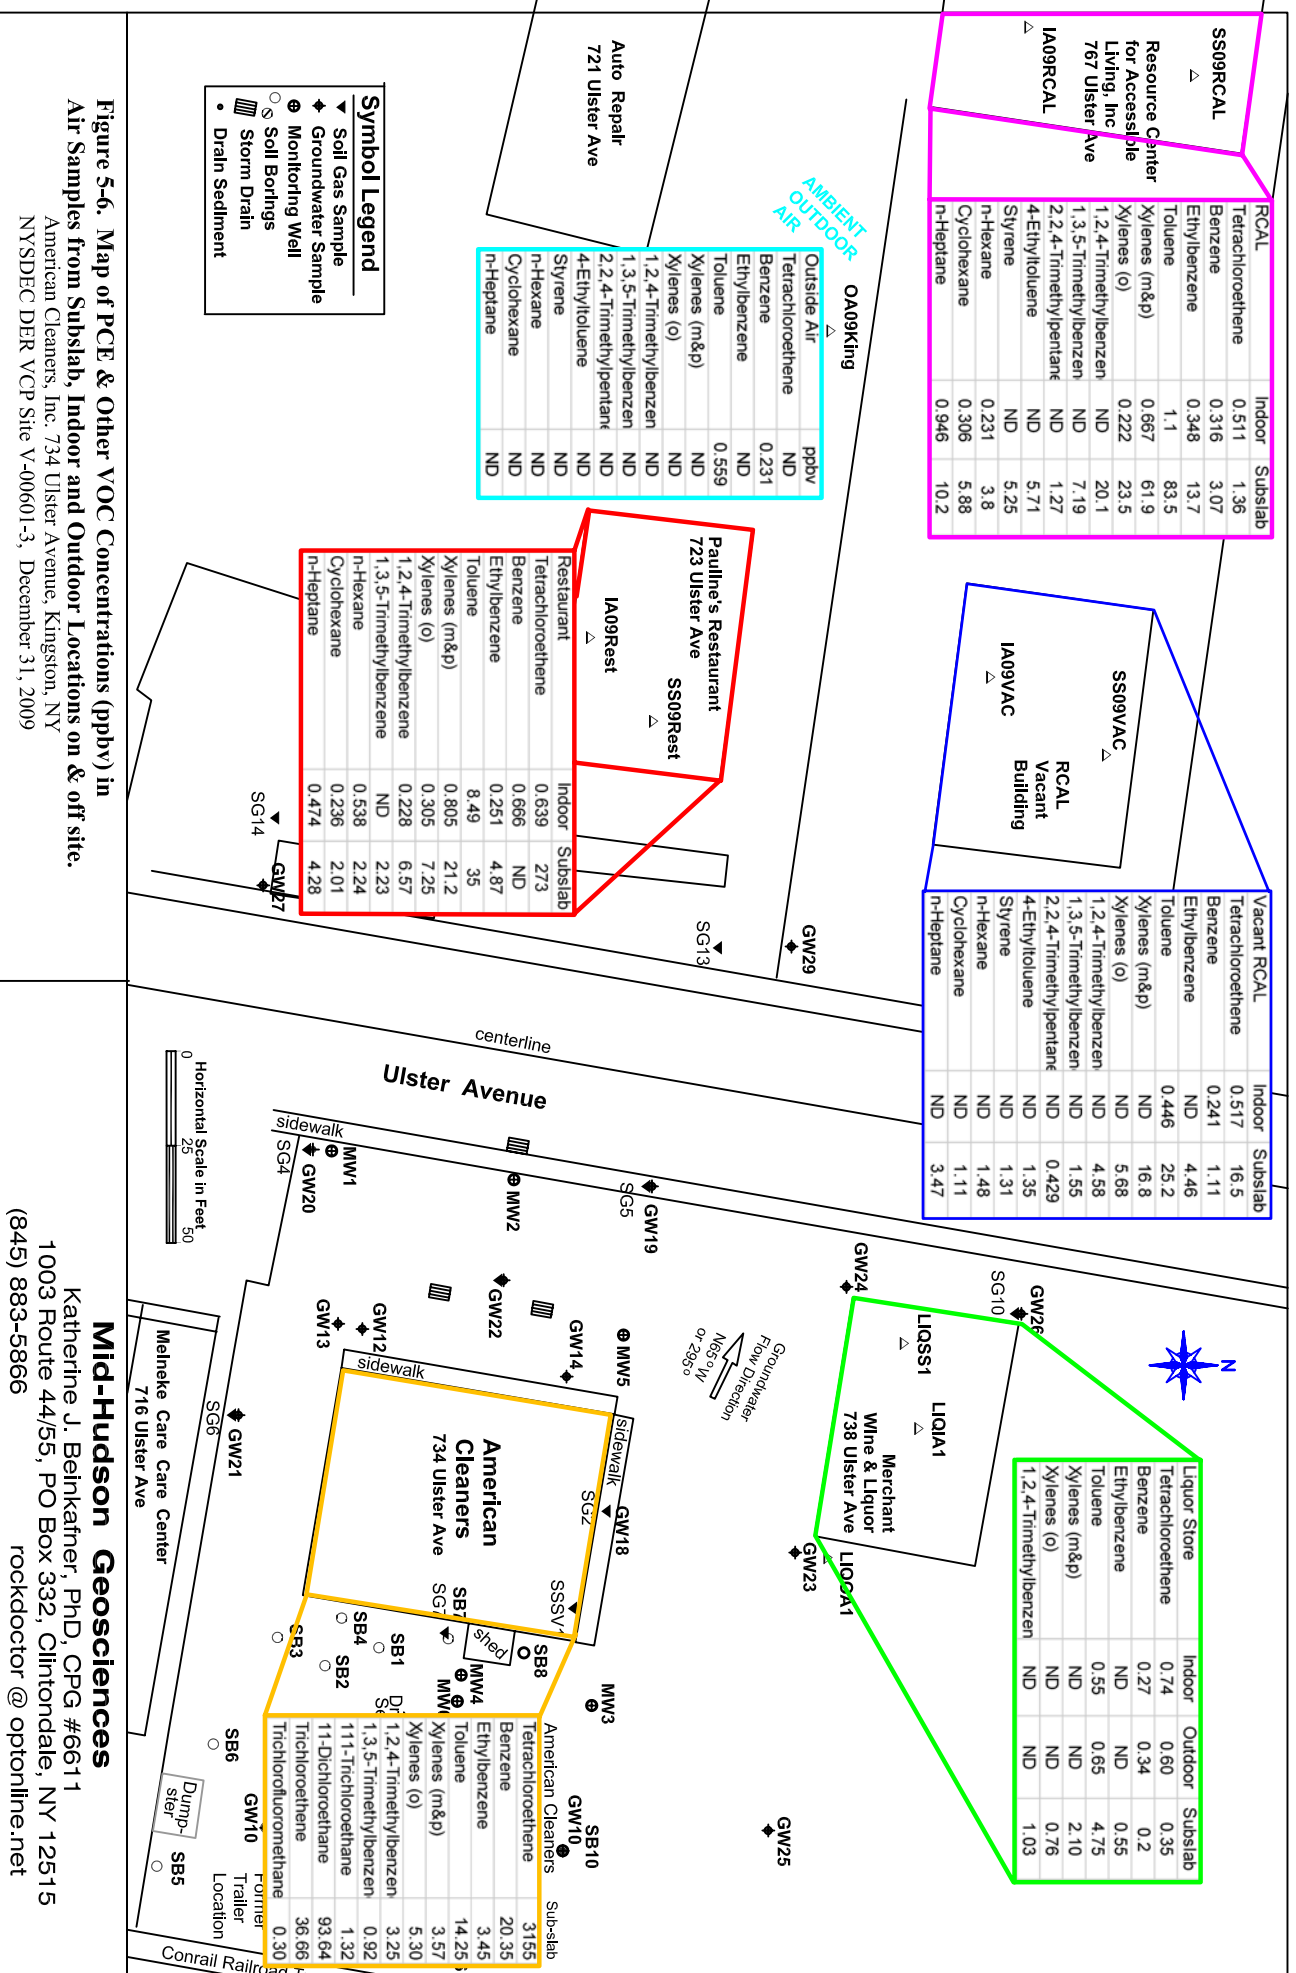 SS09RCAL
Resource Center
for Accessible
Living, Inc
767 Ulster Ave
IA09RCAL
RCAL Indoor Subslab
Tetrachloroethene 0.511 1.36
Benzene 0.316 3.07
Ethylbenzene 0.348 13.7
Toluene 1.1 83.5
Xylenes (m&p) 0.667 61.9
Xylenes (o) 0.222 23.5
1,2,4-Trimethylbenzen ND 20.1
1,3,5-Trimethylbenzen ND 7.19
2,2,4-Trimethylpentane ND 1.27
4-Ethyltoluene ND 5.71
Styrene ND 5.25
n-Hexane 0.231 3.8
Cyclohexane 0.306 5.88
n-Heptane 0.946 10.2
SS09VAC
RCAL
Vacant
Building
IA09VAC
Vacant RCAL Indoor Subslab
Tetrachloroethene 0.517 16.5
Benzene 0.241 1.11
Ethylbenzene ND 4.46
Toluene 0.446 25.2
Xylenes (m&p) ND 16.8
Xylenes (o) ND 5.68
1,2,4-Trimethylbenzen ND 4.58
1,3,5-Trimethylbenzen ND 1.55
2,2,4-Trimethylpentane ND 0.429
4-Ethyltoluene ND 1.35
Styrene ND 1.31
n-Hexane ND 1.48
Cyclohexane ND 1.11
n-Heptane ND 3.47
N
GW26
SG10
LIQSS1
LIQIA1
Merchant
Wine & Liquor
738 Ulster Ave
GW24
GW23
LIQOA1
Liquor Store Indoor Outdoor Subslab
Tetrachloroethene 0.74 0.60 0.35
Benzene 0.27 0.34 0.2
Ethylbenzene ND ND 0.55
Toluene 0.55 0.65 4.75
Xylenes (m&p) ND ND 2.10
Xylenes (o) ND ND 0.76
1,2,4-Trimethylbenzen ND ND 1.03
Auto Repair
721 Ulster Ave
AMBIENT
OUTDOOR
AIR
OA09King
Outside Air ppbv
Tetrachloroethene ND
Benzene 0.231
Ethylbenzene ND
Toluene 0.559
Xylenes (m&p) ND
Xylenes (o) ND
1,2,4-Trimethylbenzen ND
1,3,5-Trimethylbenzen ND
2,2,4-Trimethylpentane ND
4-Ethyltoluene ND
Styrene ND
n-Hexane ND
Cyclohexane ND
n-Heptane ND
Pauline's Restaurant
723 Ulster Ave
SS09Rest
IA09Rest
Restaurant Indoor Subslab
Tetrachloroethene 0.639 273
Benzene 0.666 ND
Ethylbenzene 0.251 4.87
Toluene 8.49 35
Xylenes (m&p) 0.805 21.2
Xylenes (o) 0.305 7.25
1,2,4-Trimethylbenzene 0.228 6.57
1,3,5-Trimethylbenzene ND 2.23
n-Hexane 0.538 2.24
Cyclohexane 0.236 2.01
n-Heptane 0.474 4.28
GW29
SG13
SG14
GW27
centerline
Ulster Avenue
sidewalk
GW19
SG5
MW2
MW1
GW20
SG4
Groundwater
Flow Direction
N65°W
or 295°
MW5
GW14
GW22
GW12
GW13
sidewalk
sidewalk
American
Cleaners
734 Ulster Ave
GW18
SG2
SSSV1
SB7
SG7
shed
SB8
MW4
MW3
SB1
SB4
SB2
SB3
GW25
SB10
GW10
American Cleaners Sub-slab
Tetrachloroethene 3155
Benzene 20.35
Ethylbenzene 3.45
Toluene 14.25
Xylenes (m&p) 3.57
Xylenes (o) 5.30
1,2,4-Trimethylbenzen 3.25
1,3,5-Trimethylbenzen 0.92
111-Trichloroethane 1.32
11-Dichloroethane 93.64
Trichloroethene 36.66
Trichlorofluoromethane 0.30
GW10
Former
Trailer
Location
GW21
SG6
SB6
Dump-
ster
SB5
Conrail Railroad
Meineke Care Care Center
716 Ulster Ave
Symbol Legend
Soil Gas Sample
Groundwater Sample
Monitoring Well
Soil Borings
Storm Drain
Drain Sediment
Horizontal Scale in Feet
0 25 50
Figure 5-6. Map of PCE & Other VOC Concentrations (ppbv) in
Air Samples from Subslab, Indoor and Outdoor Locations on & off site.
American Cleaners, Inc. 734 Ulster Avenue, Kingston, NY
NYSDEC DER VCP Site V-00601-3, December 31, 2009
Mid-Hudson Geosciences
Katherine J. Beinkafner, PhD, CPG #6611
1003 Route 44/55, PO Box 332, Clintondale, NY 12515
(845) 883-5866 rockdoctor @ optonline.net